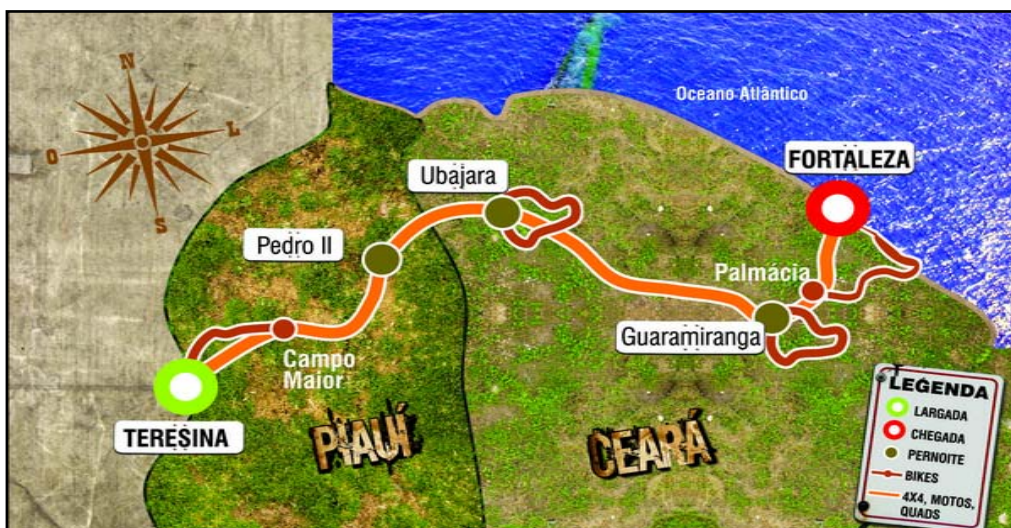 N
L
O
S
Oceano Atlântico
FORTALEZA
Ubajara
Pedro II
Palmácia
Guaramiranga
Campo
Maior
TERESINA
PIAUÍ
CEARÁ
LEGENDA
LARGADA
CHEGADA
PERNOITE
BIKES
4X4, MOTOS,
QUADS